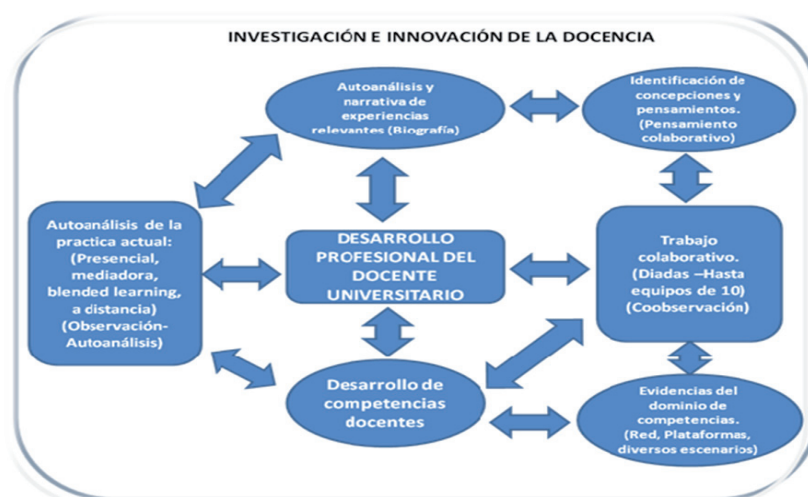 INVESTIGACIÓN E INNOVACIÓN DE LA DOCENCIA
Autoanálisis y
narrativa de
experiencias
relevantes (Biografía)
Identificación de
concepciones y
pensamientos.
(Pensamiento
colaborativo)
Autoanálisis de la
practica actual:
(Presencial,
mediadora,
blended learning,
a distancia)
(Observación-
Autoanálisis)
DESARROLLO
PROFESIONAL DEL
DOCENTE
UNIVERSITARIO
Trabajo
colaborativo.
(Diadas –Hasta
equipos de 10)
(Coobservación)
Desarrollo de
competencias
docentes
Evidencias del
dominio de
competencias.
(Red, Plataformas,
diversos escenarios)